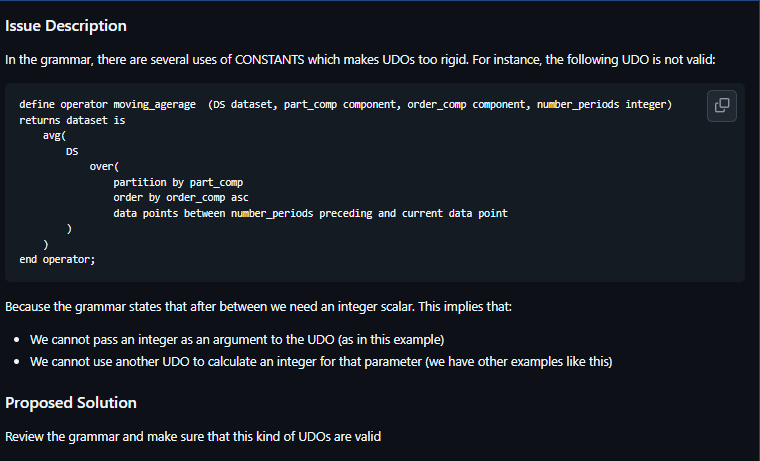 Issue Description
In the grammar, there are several uses of CONSTANTS which makes UDOs too rigid. For instance, the following UDO is not valid:
define operator moving_agerage  (DS dataset, part_comp component, order_comp component, number_periods integer)
returns dataset is
    avg(
        DS
            over(
                partition by part_comp
                order by order_comp asc
                data points between number_periods preceding and current data point
        )
    )
end operator;
Because the grammar states that after between we need an integer scalar. This implies that:
• We cannot pass an integer as an argument to the UDO (as in this example)
• We cannot use another UDO to calculate an integer for that parameter (we have other examples like this)
Proposed Solution
Review the grammar and make sure that this kind of UDOs are valid